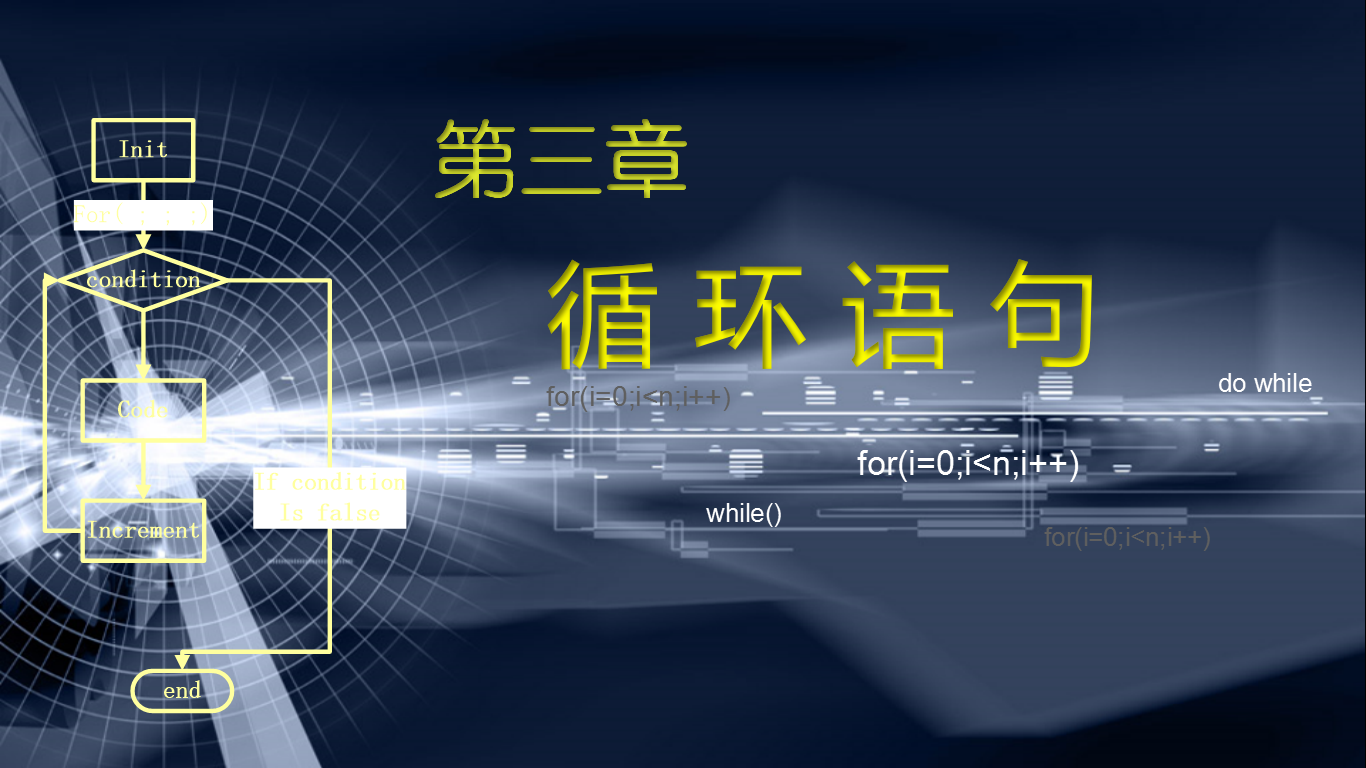 第三章
循环语句
Init
For( ; ; ;)
condition
Code
If condition
Is false
Increment
end
for(i=0;i<n;i++)
do while
for(i=0;i<n;i++)
while()
for(i=0;i<n;i++)